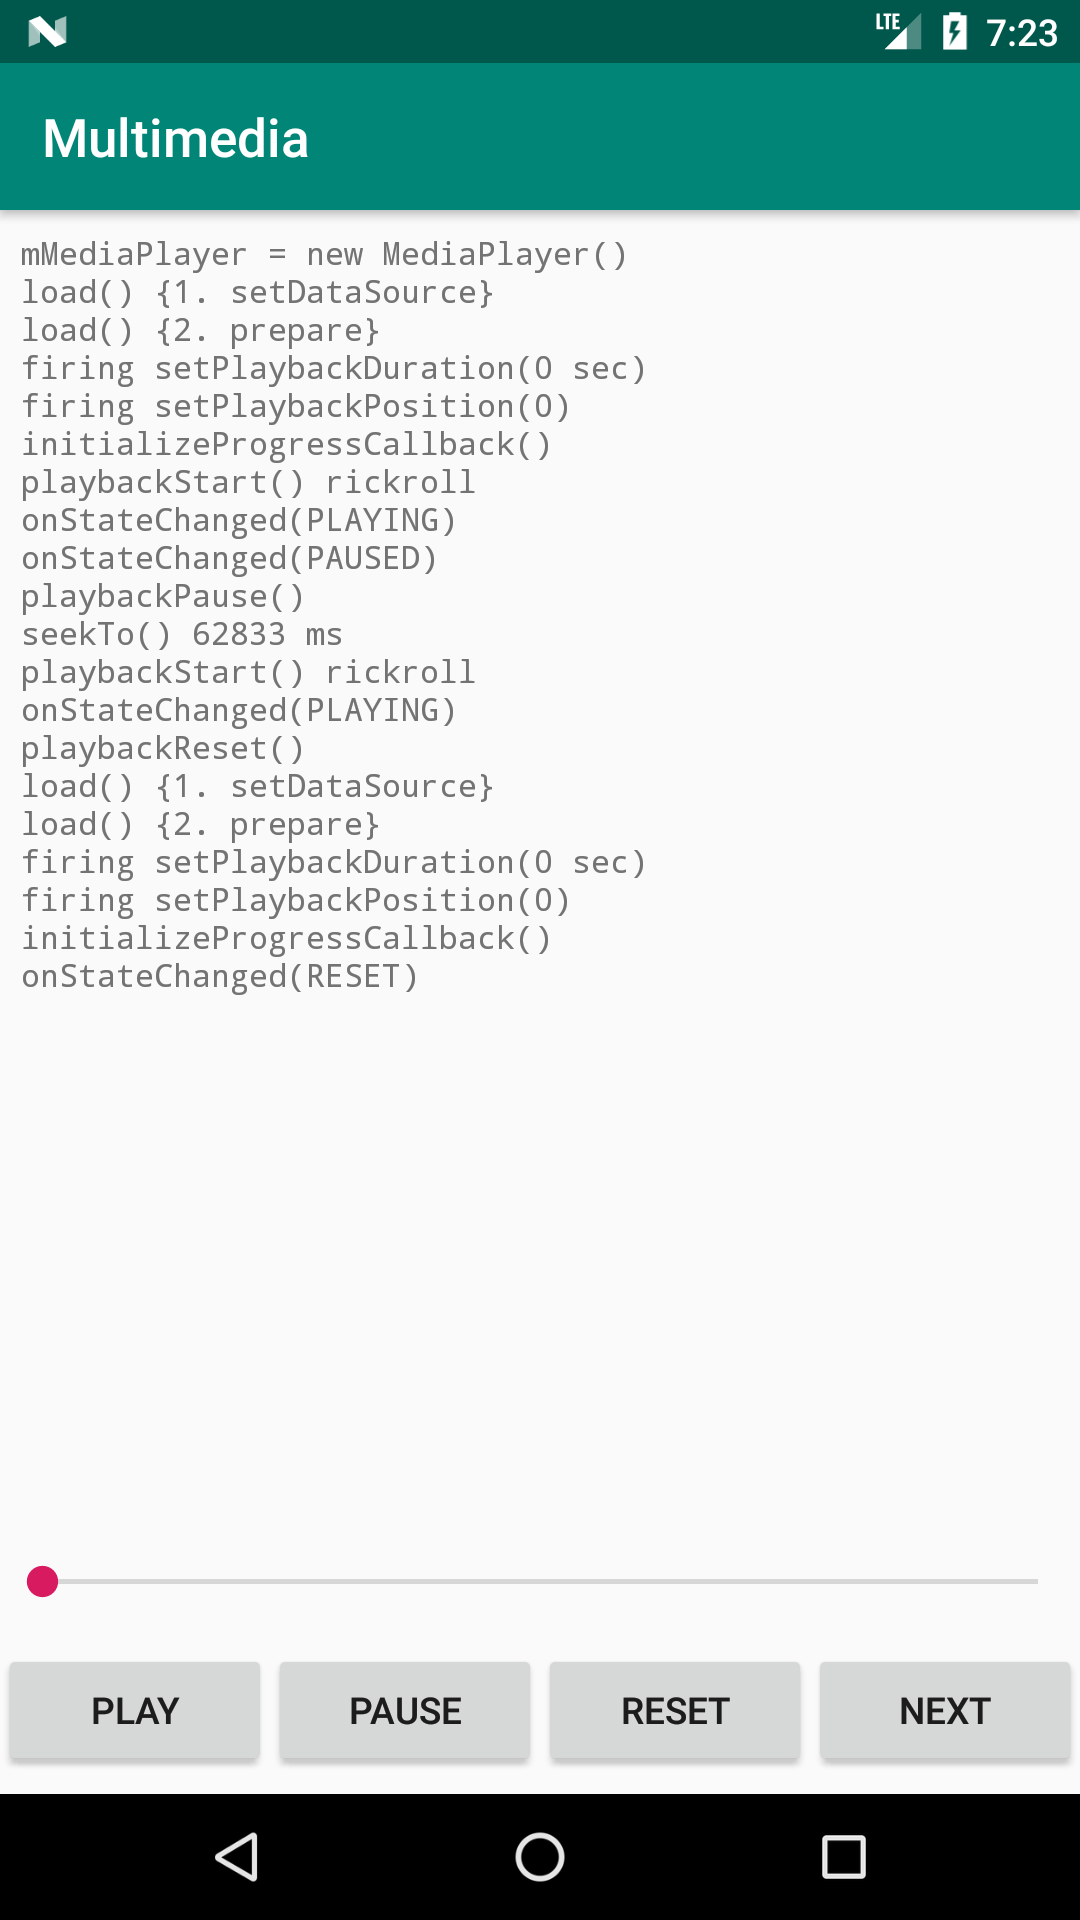 LTE 7:23
Multimedia
mMediaPlayer = new MediaPlayer()
load() {1. setDataSource}
load() {2. prepare}
firing setPlaybackDuration(0 sec)
firing setPlaybackPosition(0)
initializeProgressCallback()
playbackStart() rickroll
onStateChanged(PLAYING)
onStateChanged(PAUSED)
playbackPause()
seekTo() 62833 ms
playbackStart() rickroll
onStateChanged(PLAYING)
playbackReset()
load() {1. setDataSource}
load() {2. prepare}
firing setPlaybackDuration(0 sec)
firing setPlaybackPosition(0)
initializeProgressCallback()
onStateChanged(RESET)
PLAY PAUSE RESET NEXT